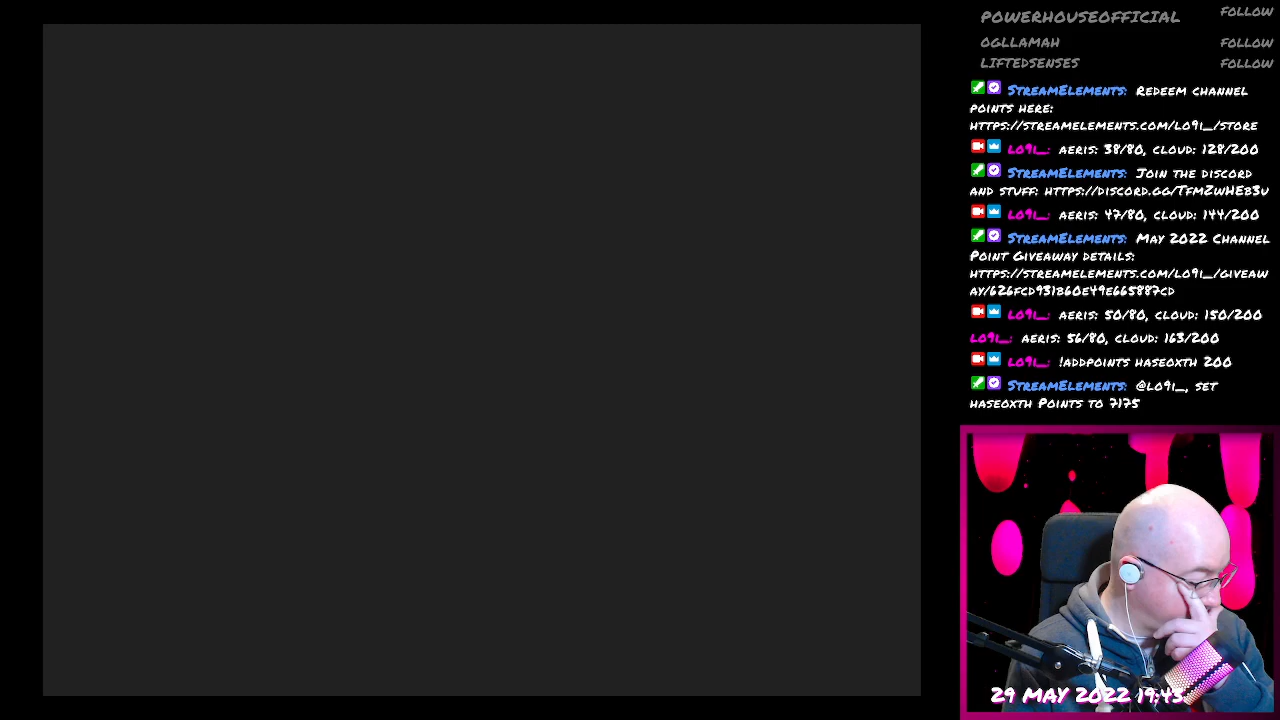 POWERHOUSEOFFICIAL FOLLOW
OGLLAMAH FOLLOW
LIFTEDSENSES FOLLOW
StreamElements: Redeem channel
points here:
https://streamelements.com/lo9i_/store
lo9i_: aeris: 38/80, cloud: 128/200
StreamElements: Join the discord
and stuff: https://discord.gg/TfmZwHE83u
lo9i_: aeris: 47/80, cloud: 144/200
StreamElements: May 2022 Channel
Point Giveaway details:
https://streamelements.com/lo9i_/giveaw
ay/626fcd931b60e49e665887cd
lo9i_: aeris: 50/80, cloud: 150/200
lo9i_: aeris: 56/80, cloud: 163/200
lo9i_: !addpoints haseoxth 200
StreamElements: @lo9i_, set
haseoxth Points to 7175
29 MAY 2022 19:45